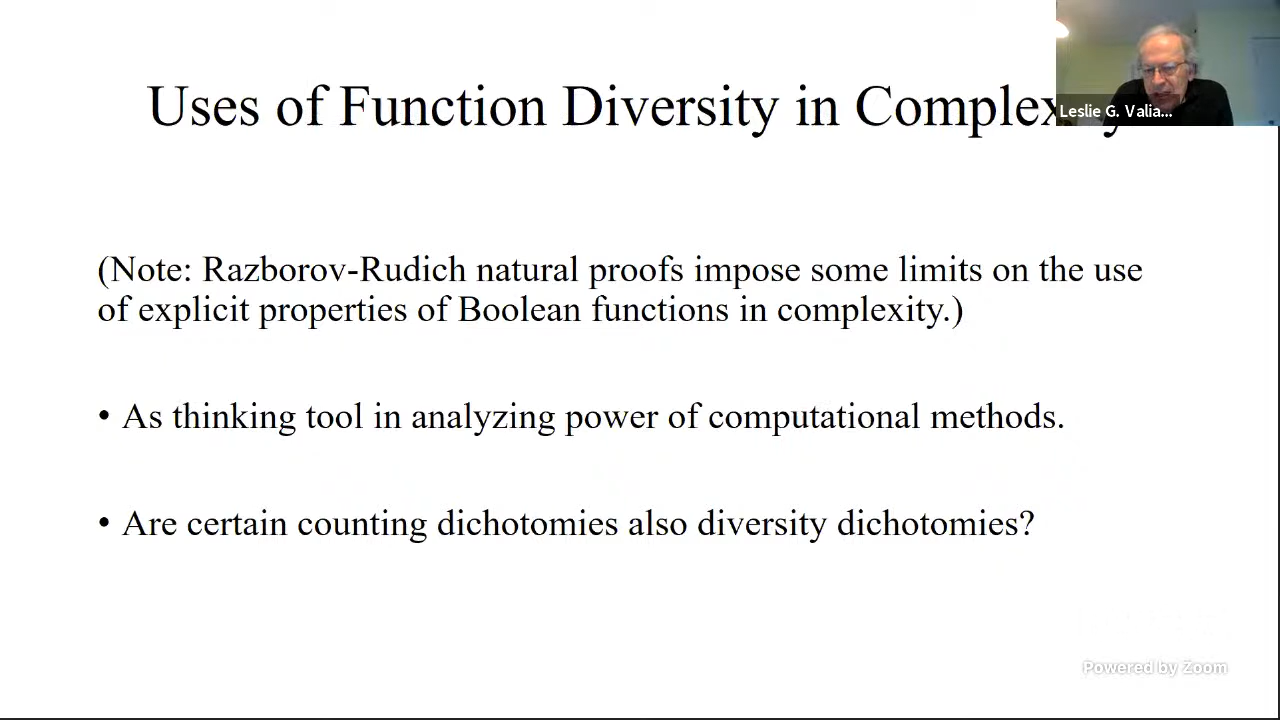 Uses of Function Diversity in Complexity
Leslie G. Valia...
(Note: Razborov-Rudich natural proofs impose some limits on the use
of explicit properties of Boolean functions in complexity.)
• As thinking tool in analyzing power of computational methods.
• Are certain counting dichotomies also diversity dichotomies?
Powered by Zoom